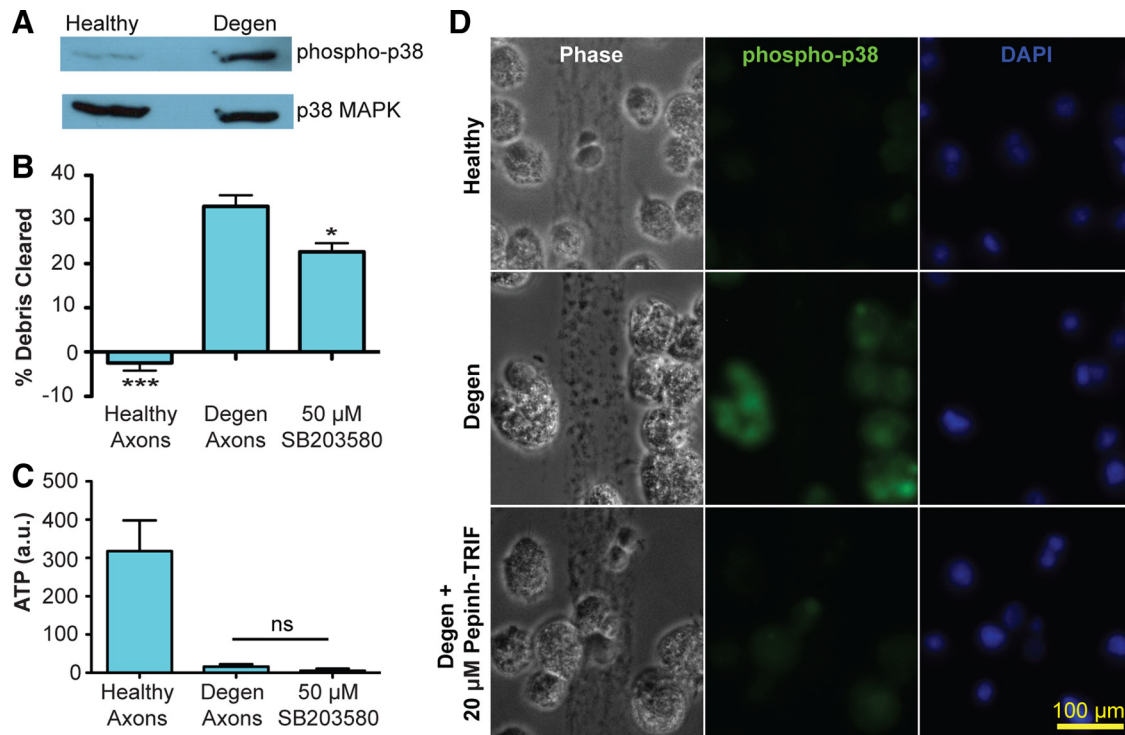 A
Healthy Degen
phospho-p38
p38 MAPK
B
% Debris Cleared
40
30
20
10
0
-10
***
*
Healthy Axons
Degen Axons
50 µM SB203580
C
ATP (a.u.)
500
400
300
200
100
0
ns
Healthy Axons
Degen Axons
50 µM SB203580
D
Phase phospho-p38 DAPI
Healthy
Degen
Degen +
20 µM Pepinh-TRIF
100 µm